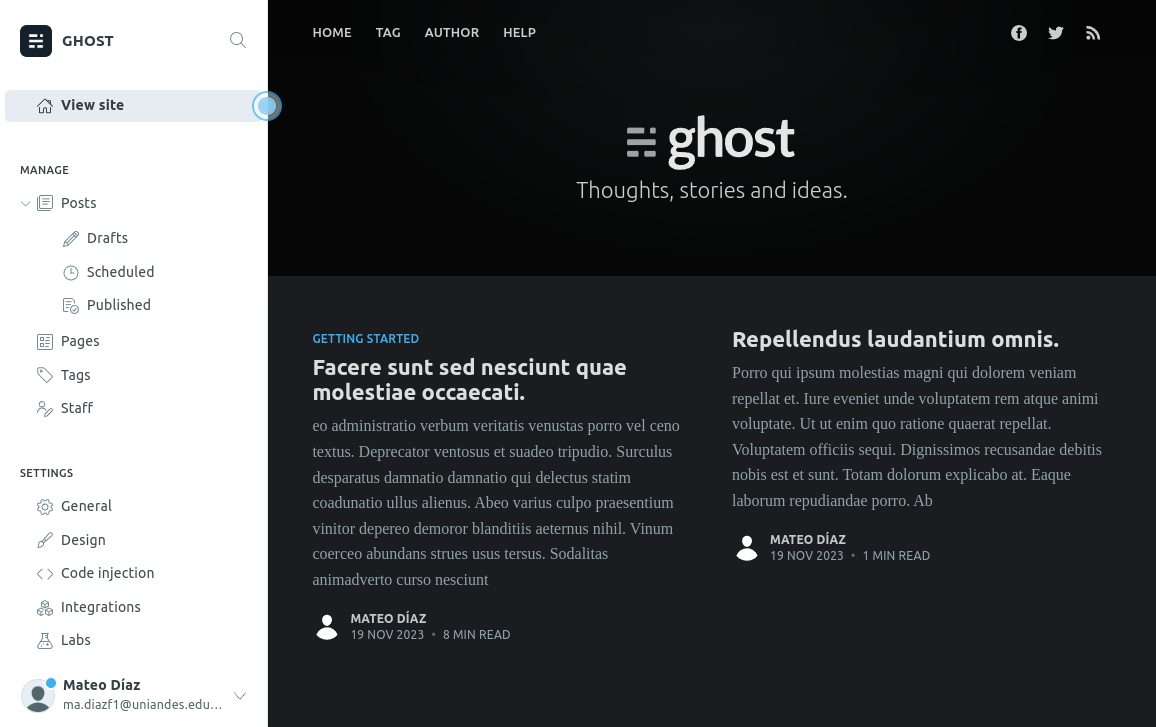 GHOST
View site
MANAGE
Posts
Drafts
Scheduled
Published
Pages
Tags
Staff
SETTINGS
General
Design
Code injection
Integrations
Labs
Mateo Díaz
ma.diazf1@uniandes.edu…
HOME TAG AUTHOR HELP
ghost
Thoughts, stories and ideas.
GETTING STARTED
Facere sunt sed nesciunt quae
molestiae occaecati.
eo administratio verbum veritatis venustas porro vel ceno
textus. Deprecator ventosus et suadeo tripudio. Surculus
desparatus damnatio damnatio qui delectus statim
coadunatio ullus alienus. Abeo varius culpo praesentium
vinitor depereo demoror blanditiis aeternus nihil. Vinum
coerceo abundans strues usus tersus. Sodalitas
animadverto curso nesciunt
MATEO DÍAZ
19 NOV 2023 • 8 MIN READ
Repellendus laudantium omnis.
Porro qui ipsum molestias magni qui dolorem veniam
repellat et. Iure eveniet unde voluptatem rem atque animi
voluptate. Ut ut enim quo ratione quaerat repellat.
Voluptatem officiis sequi. Dignissimos recusandae debitis
nobis est et sunt. Totam dolorum explicabo at. Eaque
laborum repudiandae porro. Ab
MATEO DÍAZ
19 NOV 2023 • 1 MIN READ